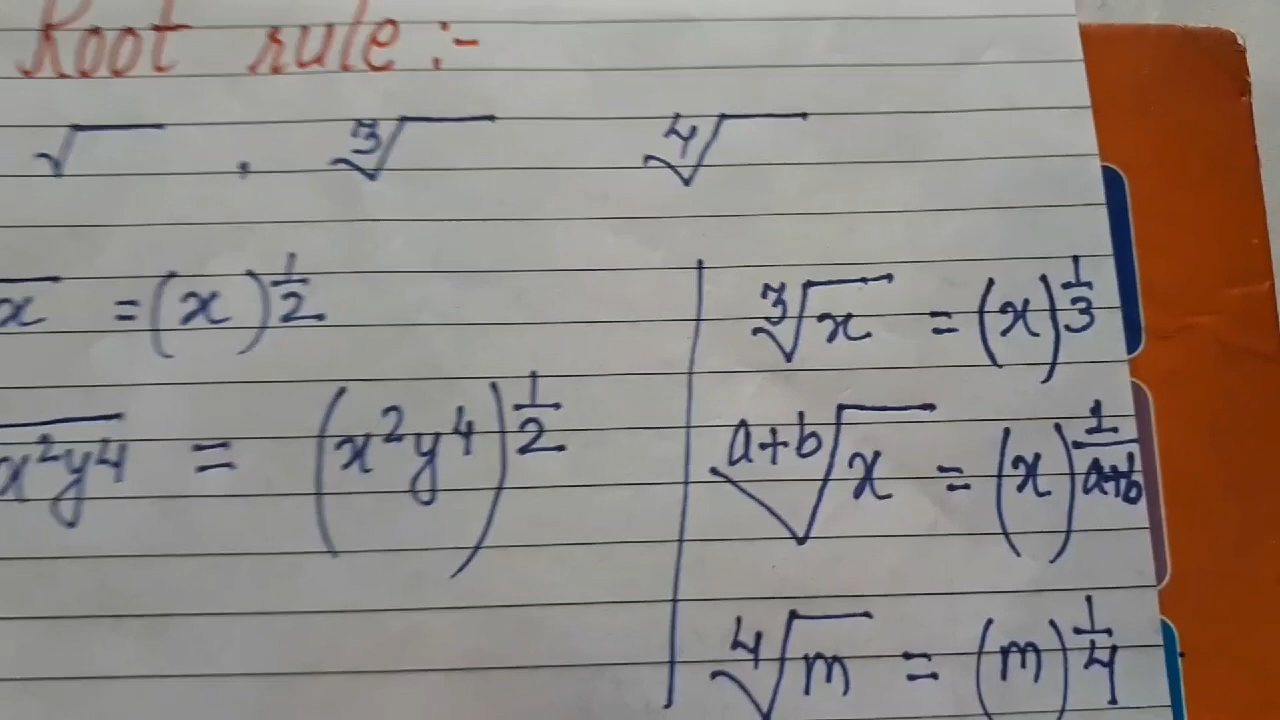 Root rule :-
√ , ∛ ∜
x = (x)^(1/2)
x²y⁴ = (x²y⁴)^(1/2)
∛x = (x)^(1/3)
ᵃ⁺ᵇ√x = (x)^(1/(a+b))
∜m = (m)^(1/4)